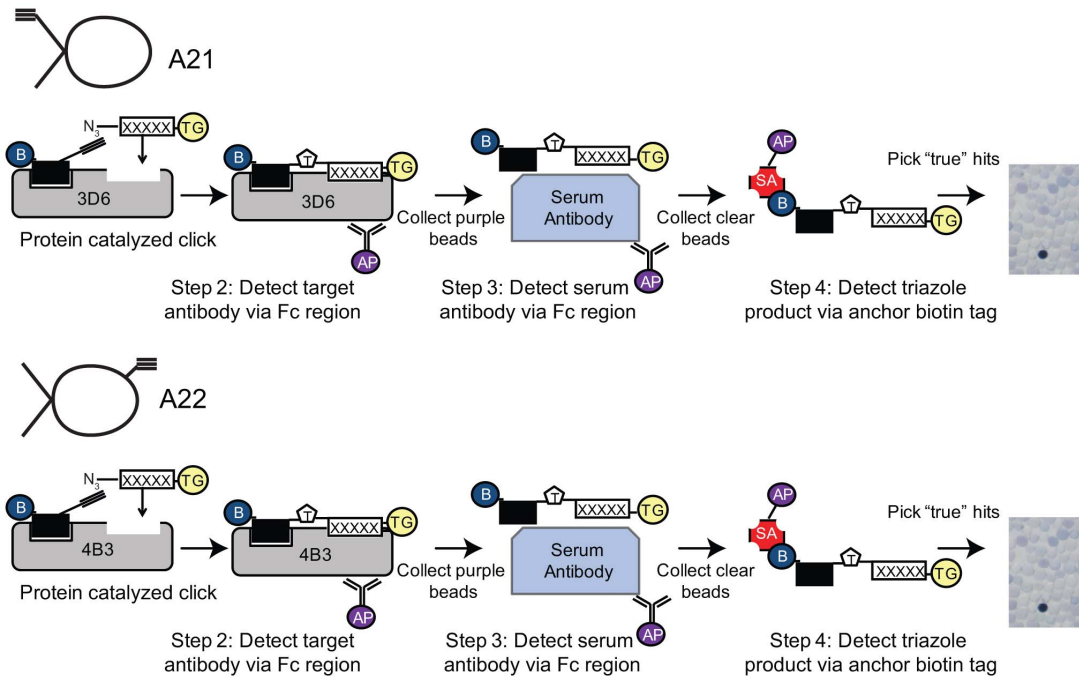 A21
N3
XXXXX
TG
B
3D6
Protein catalyzed click
B
T
XXXXX
TG
3D6
AP
Step 2: Detect target
antibody via Fc region
Collect purple
beads
B
T
XXXXX
TG
Serum
Antibody
AP
Step 3: Detect serum
antibody via Fc region
Collect clear
beads
AP
SA
B
T
XXXXX
TG
Step 4: Detect triazole
product via anchor biotin tag
Pick “true” hits
A22
N3
XXXXX
TG
B
4B3
Protein catalyzed click
B
T
XXXXX
TG
4B3
AP
Step 2: Detect target
antibody via Fc region
Collect purple
beads
B
T
XXXXX
TG
Serum
Antibody
AP
Step 3: Detect serum
antibody via Fc region
Collect clear
beads
AP
SA
B
T
XXXXX
TG
Step 4: Detect triazole
product via anchor biotin tag
Pick “true” hits